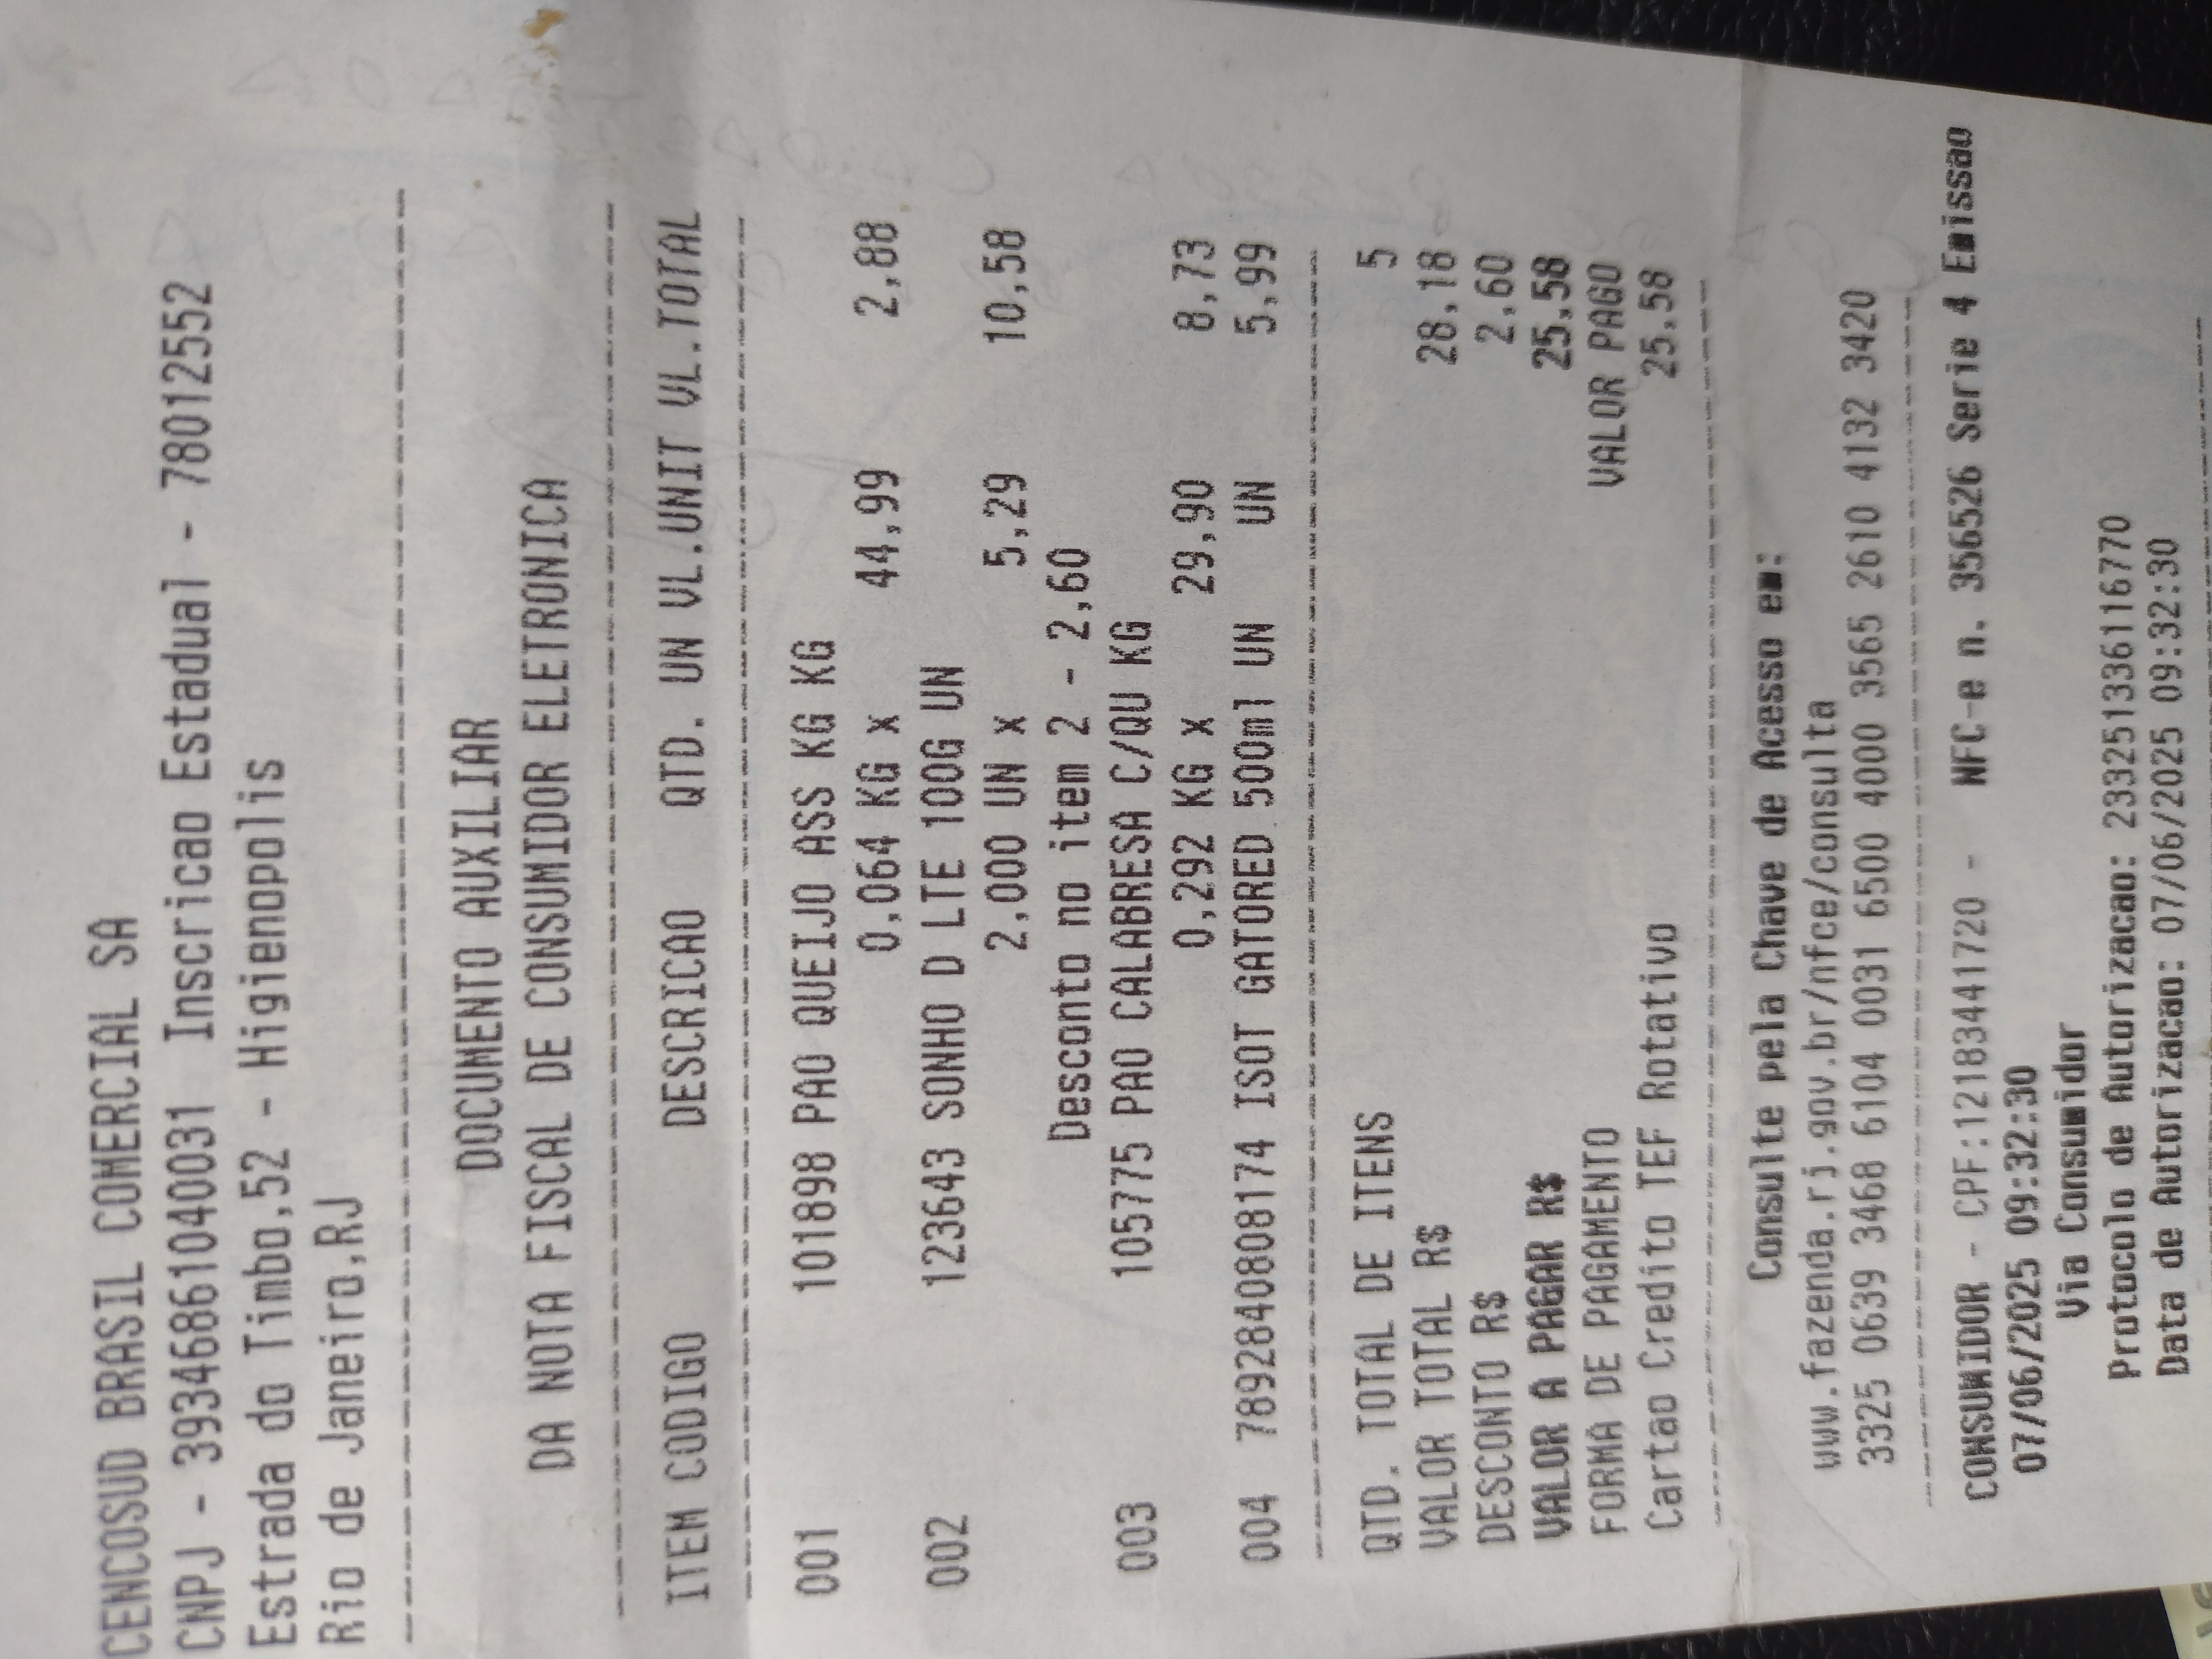 CENCOSUD BRASIL COMERCIAL SA
CNPJ - 39346861040031 Inscricao Estadual - 78012552
Estrada do Timbo,52 - Higienopolis
Rio de Janeiro,RJ
DOCUMENTO AUXILIAR
DA NOTA FISCAL DE CONSUMIDOR ELETRONICA
ITEM CODIGO DESCRICAO QTD. UN VL.UNIT VL.TOTAL
001 101898 PAO QUEIJO ASS KG KG
0,064 KG x 44,99 2,88
002 123643 SONHO D LTE 100G UN
2,000 UN x 5,29 10,58
Desconto no item 2 - 2,60
003 105775 PAO CALABRESA C/QU KG
0,292 KG x 29,90 8,73
004 7892840808174 ISOT GATORED 500ml UN UN 5,99
QTD. TOTAL DE ITENS 5
VALOR TOTAL R$ 28,18
DESCONTO R$ 2,60
VALOR A PAGAR R$ 25,58
FORMA DE PAGAMENTO VALOR PAGO
Cartao Credito TEF Rotativo 25,58
Consulte pela Chave de Acesso em:
www.fazenda.rj.gov.br/nfce/consulta
3325 0639 3468 6104 0031 6500 4000 3565 2610 4132 3420
CONSUMIDOR - CPF:12183441720 - NFC-e n. 356526 Serie 4 Emissao
07/06/2025 09:32:30
Via Consumidor
Protocolo de Autorizacao: 233251336116770
Data de Autorizacao: 07/06/2025 09:32:30